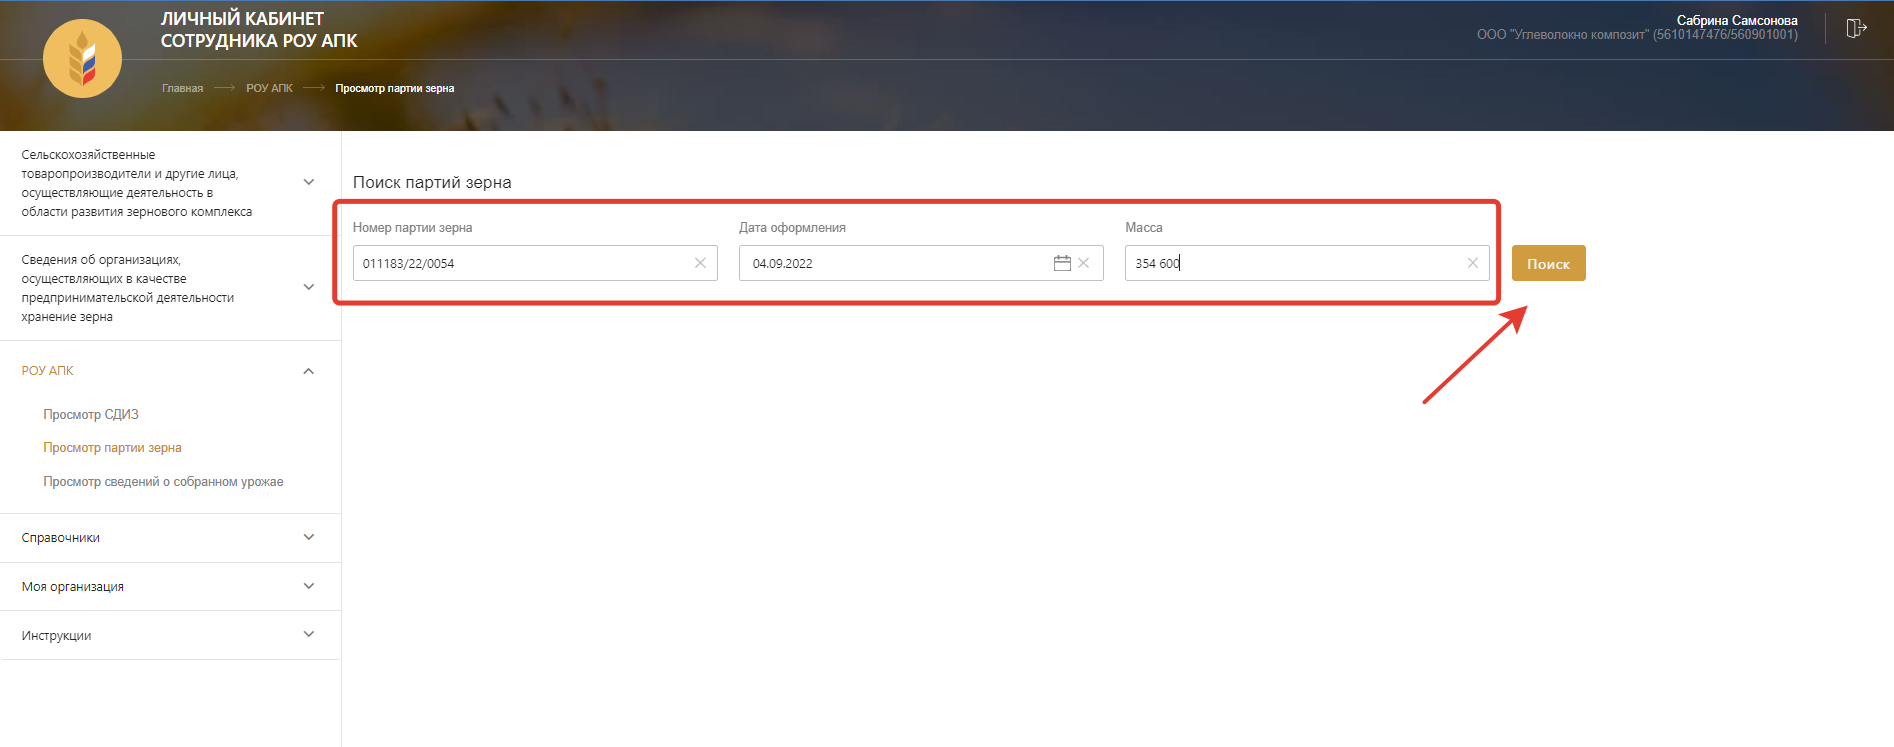 ЛИЧНЫЙ КАБИНЕТ
СОТРУДНИКА РОУ АПК
Сабрина Самсонова
ООО "Углеволокно композит" (5610147476/560901001)
Главная
РОУ АПК
Просмотр партии зерна
Сельскохозяйственные
товаропроизводители и другие лица,
осуществляющие деятельность в
области развития зернового комплекса
Сведения об организациях,
осуществляющих в качестве
предпринимательской деятельности
хранение зерна
РОУ АПК
Просмотр СДИЗ
Просмотр партии зерна
Просмотр сведений о собранном урожае
Справочники
Моя организация
Инструкции
Поиск партий зерна
Номер партии зерна
Дата оформления
Масса
011183/22/0054
04.09.2022
354 600
Поиск